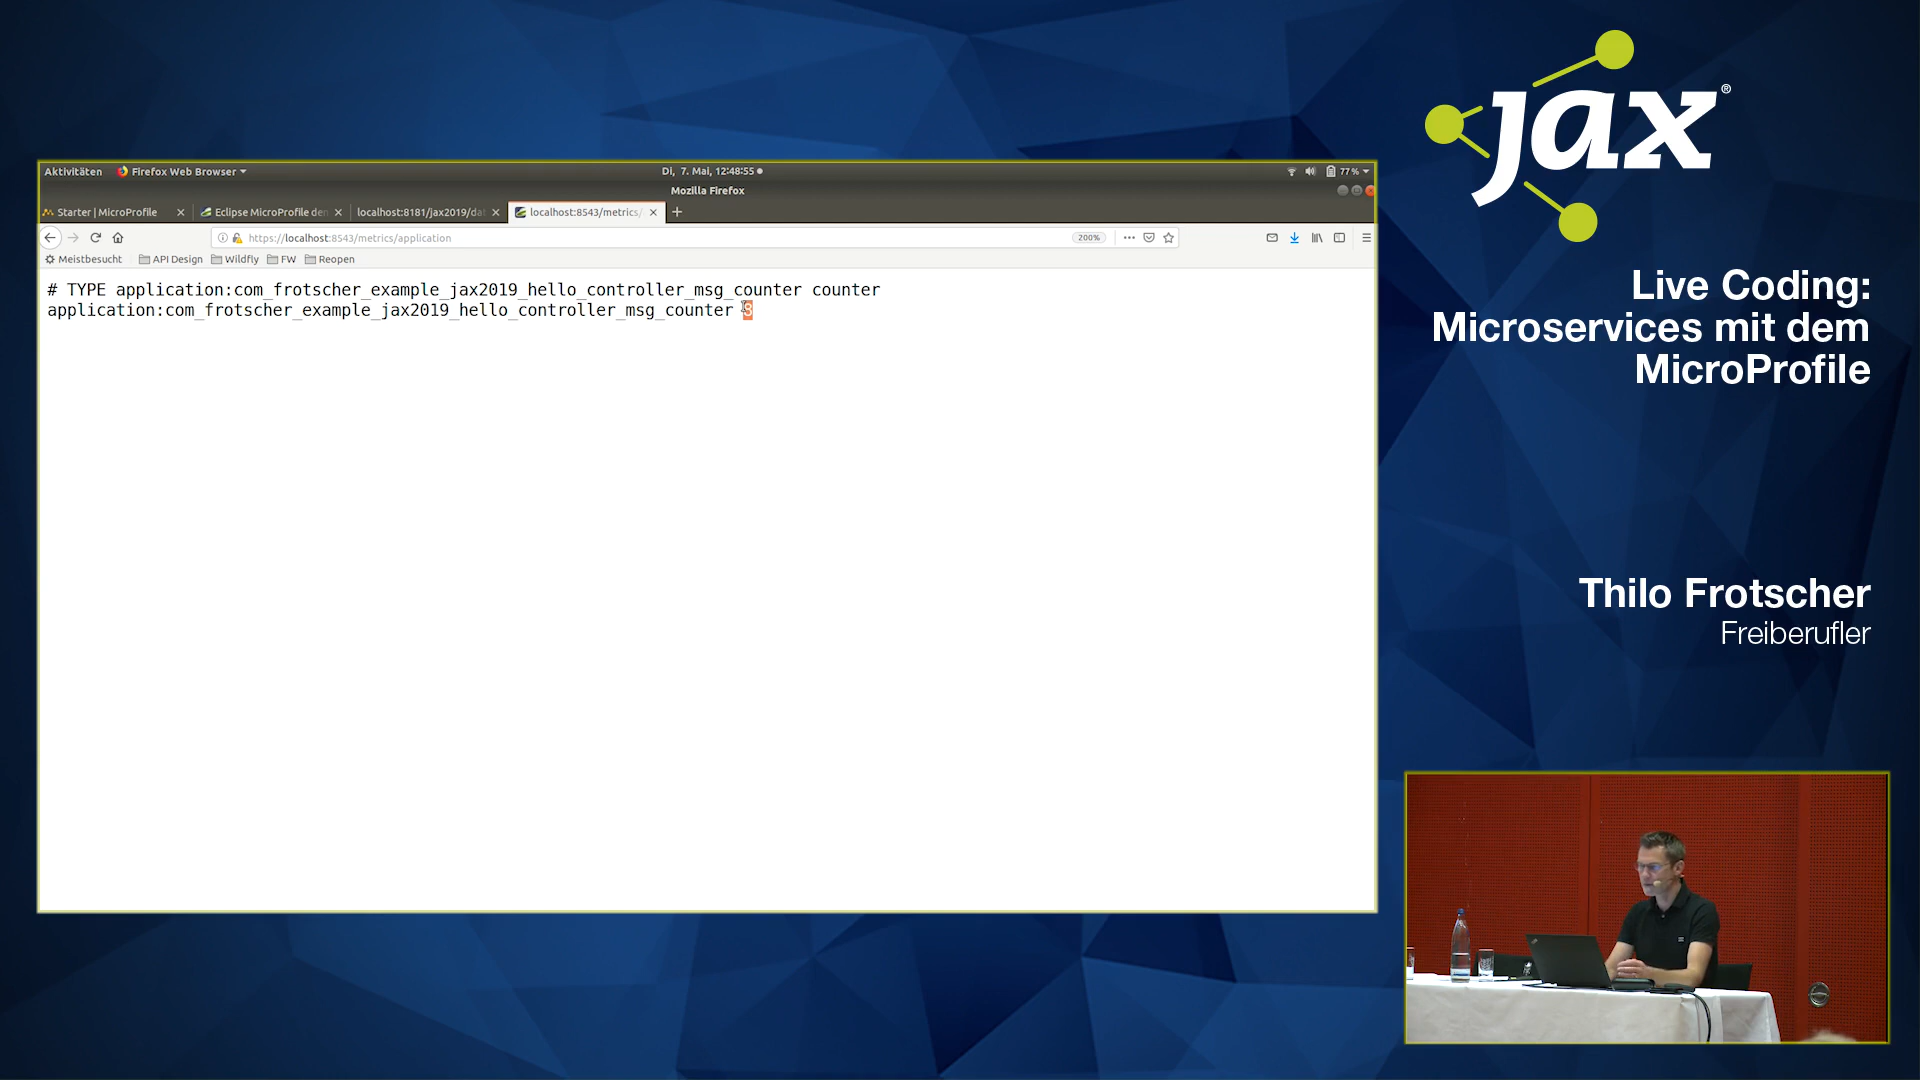 jax®
Live Coding:
Microservices mit dem
MicroProfile
Thilo Frotscher
Freiberufler
Aktivitäten Firefox Web Browser Di, 7. Mai, 12:48:55 77 %
Mozilla Firefox
Starter | MicroProfile Eclipse MicroProfile den localhost:8181/jax2019/dat localhost:8543/metrics/
https://localhost:8543/metrics/application 200%
Meistbesucht API Design Wildfly FW Reopen
# TYPE application:com_frotscher_example_jax2019_hello_controller_msg_counter counter
application:com_frotscher_example_jax2019_hello_controller_msg_counter